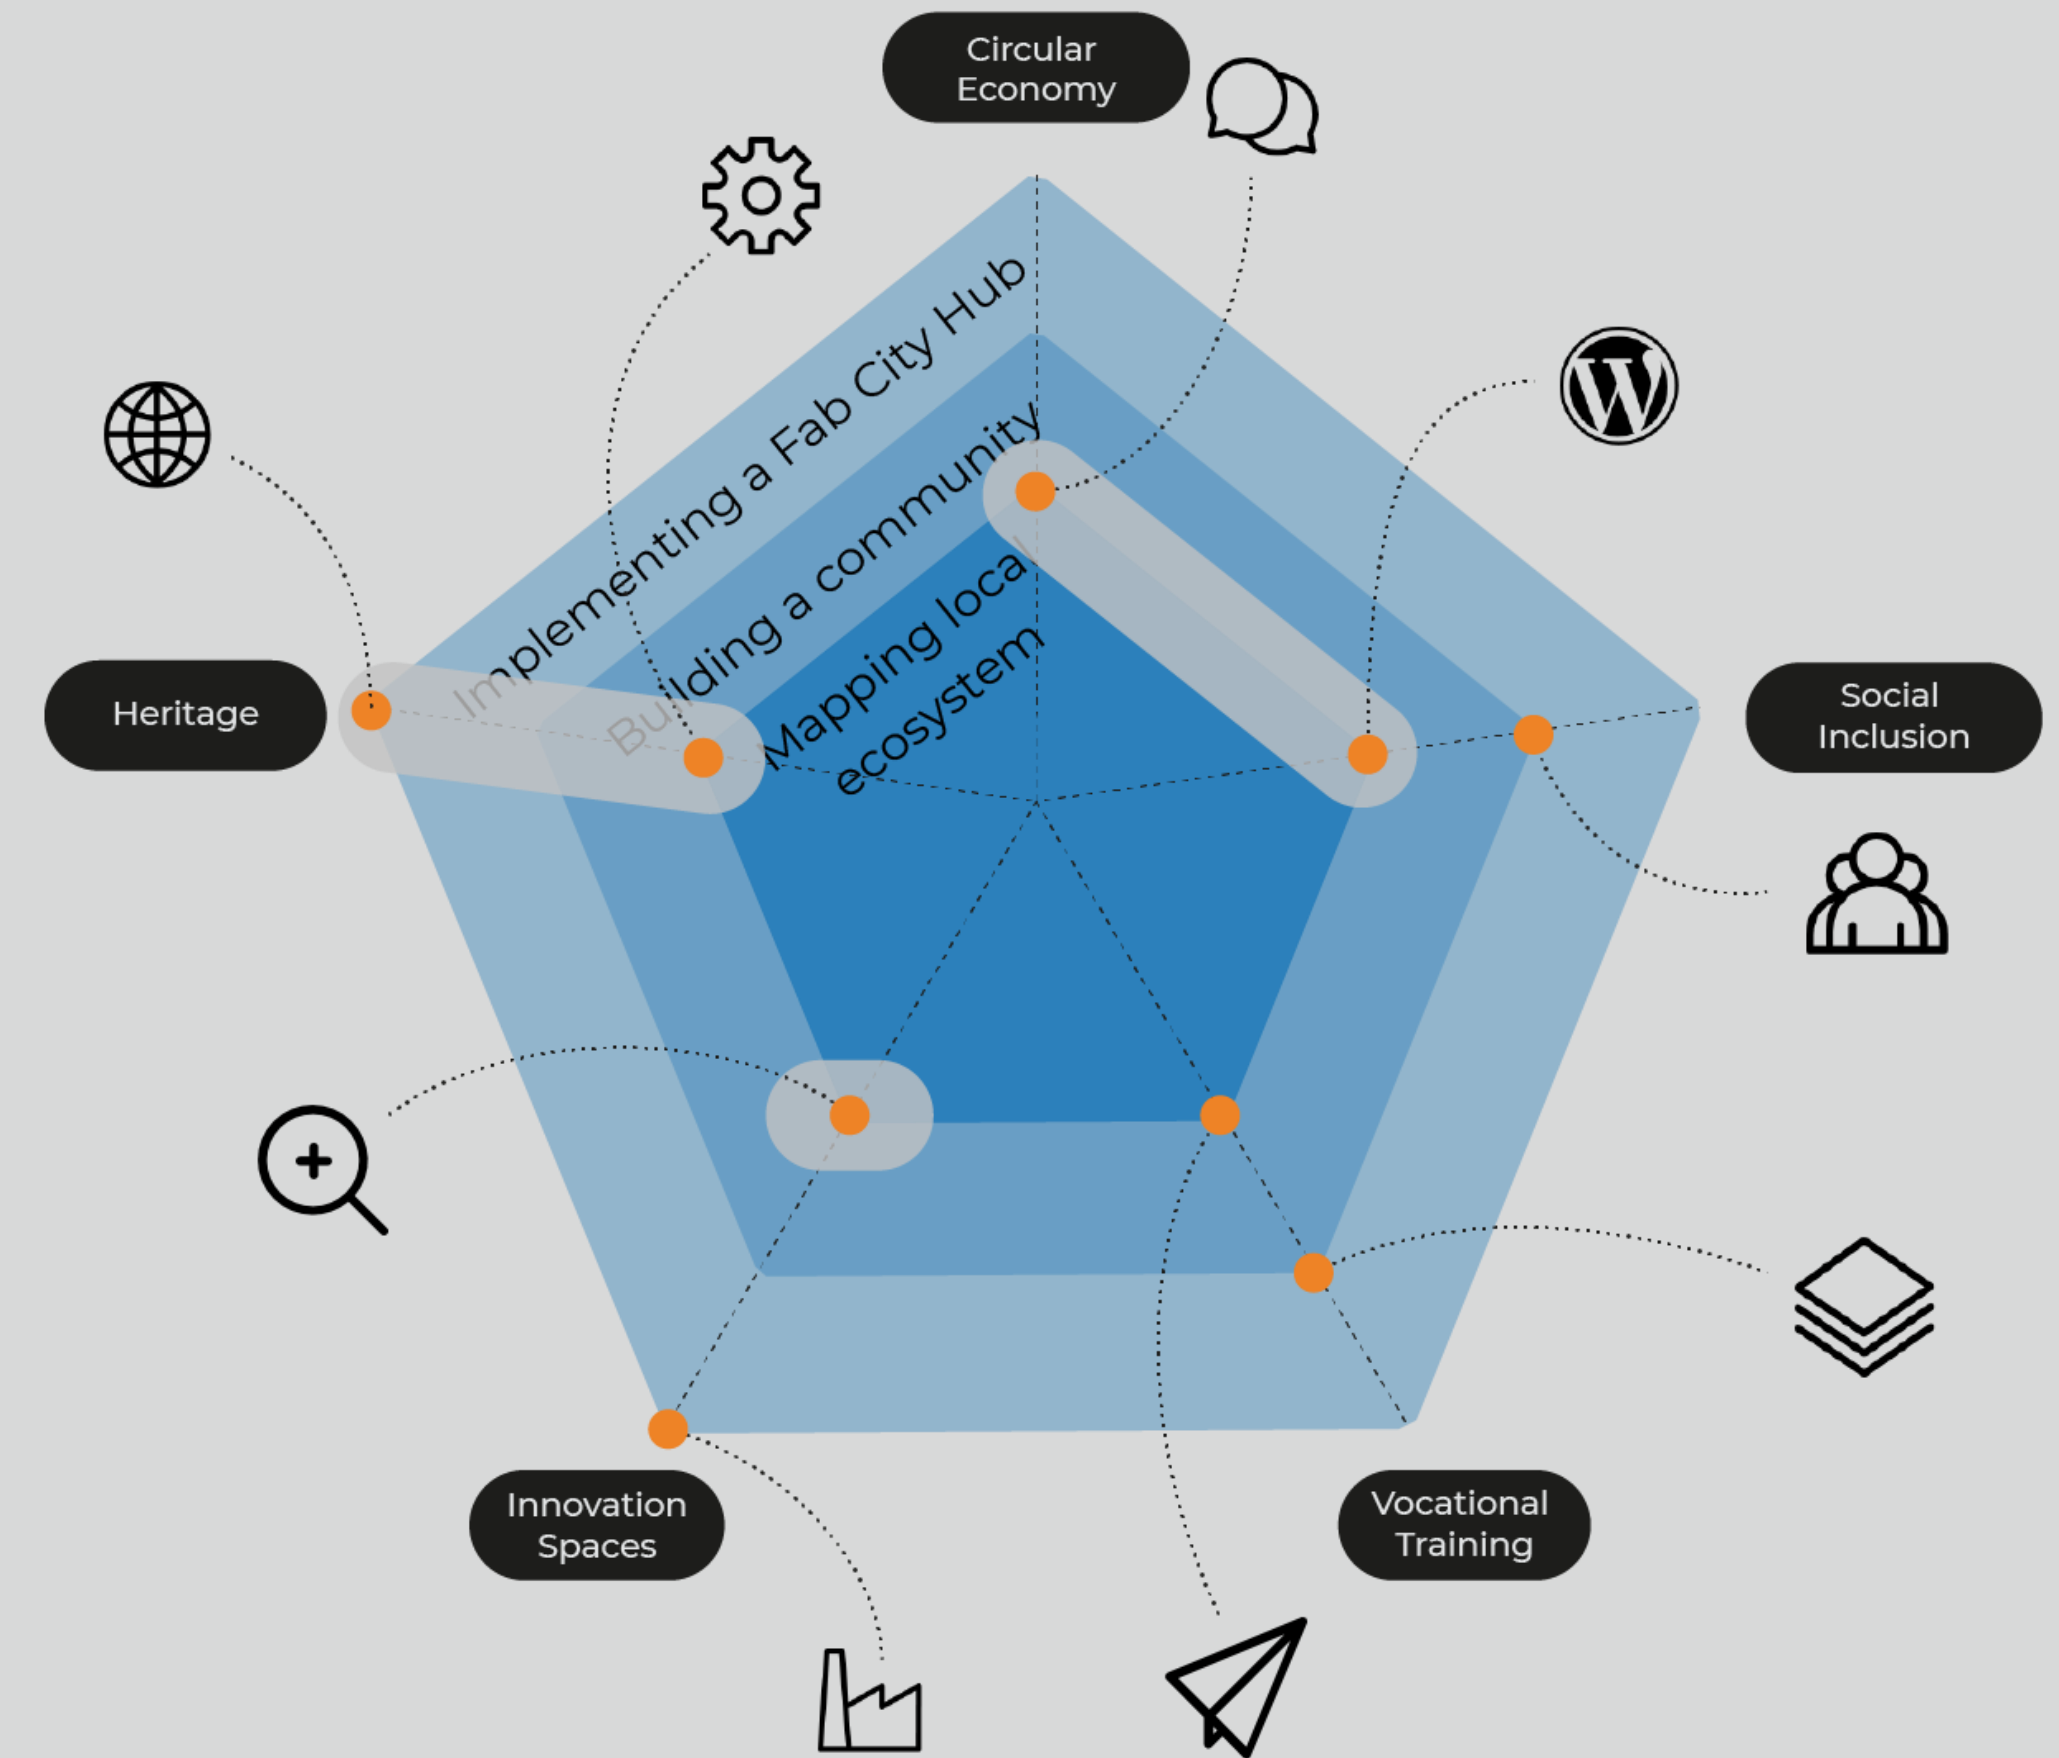 Circular
Economy
Implementing a Fab City Hub
Building a community
Mapping local
ecosystem
Heritage
Social
Inclusion
Innovation
Spaces
Vocational
Training